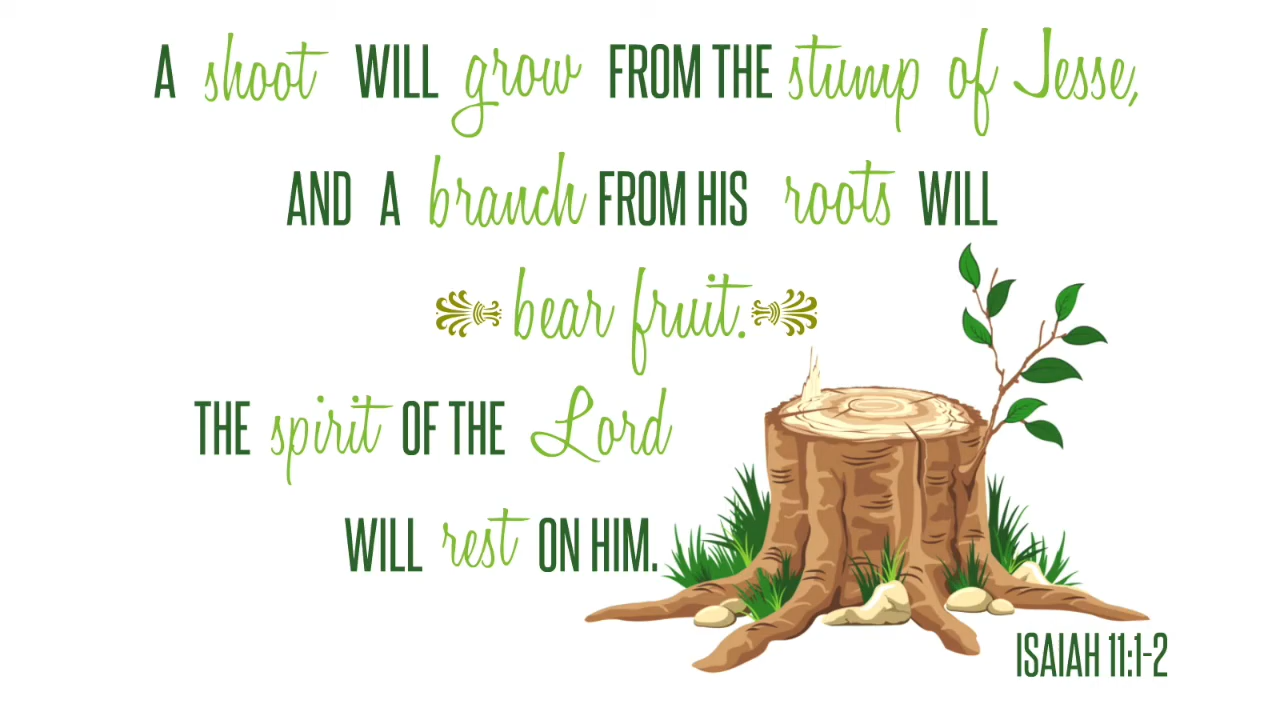 A shoot WILL grow FROM THE stump of Jesse,
AND A branch FROM HIS roots WILL
bear fruit.
THE spirit OF THE Lord
WILL rest ON HIM.
ISAIAH 11:1-2